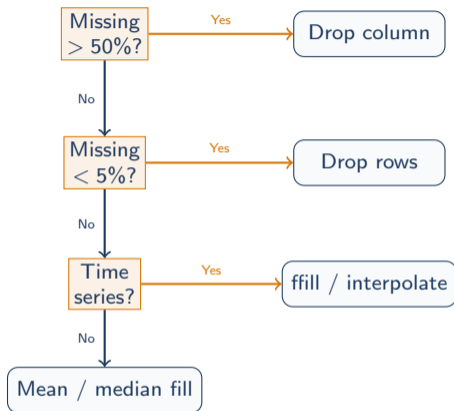 Missing
> 50%?
Yes
Drop column
No
Missing
< 5%?
Yes
Drop rows
No
Time
series?
Yes
ffill / interpolate
No
Mean / median fill